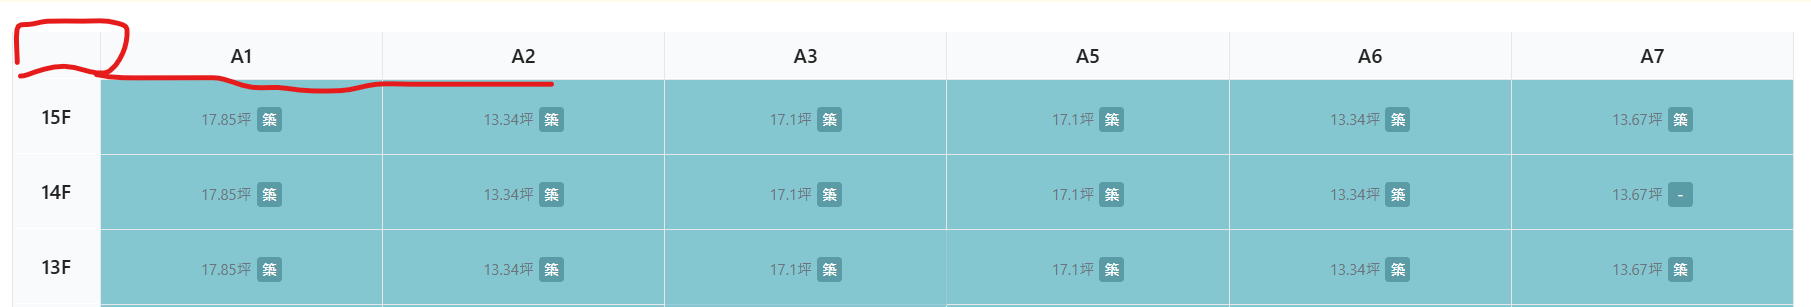 A1 A2 A3 A5 A6 A7
15F 17.85坪 築 13.34坪 築 17.1坪 築 17.1坪 築 13.34坪 築 13.67坪 築
14F 17.85坪 築 13.34坪 築 17.1坪 築 17.1坪 築 13.34坪 築 13.67坪 -
13F 17.85坪 築 13.34坪 築 17.1坪 築 17.1坪 築 13.34坪 築 13.67坪 築